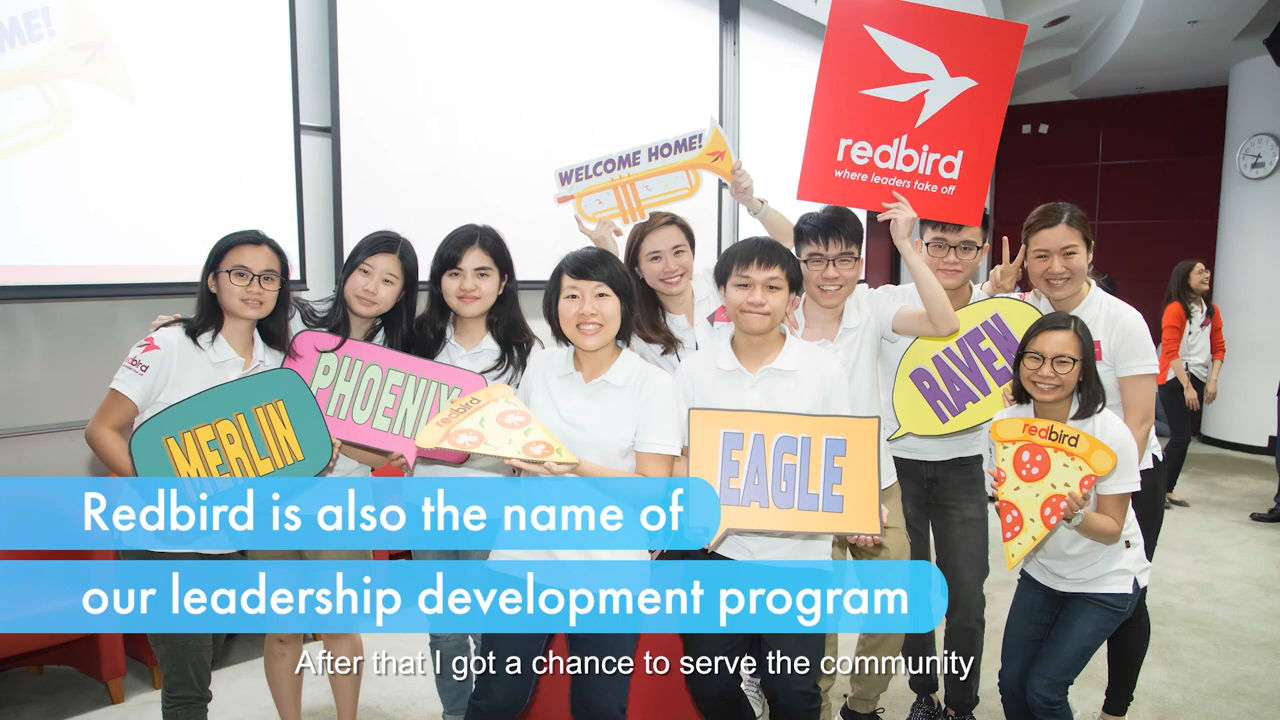 ME!
WELCOME HOME!
redbird
where leaders take off
redbird
MERLIN
PHOENIX
redbird
EAGLE
RAVEN
redbird
Redbird is also the name of
our leadership development program
After that I got a chance to serve the community